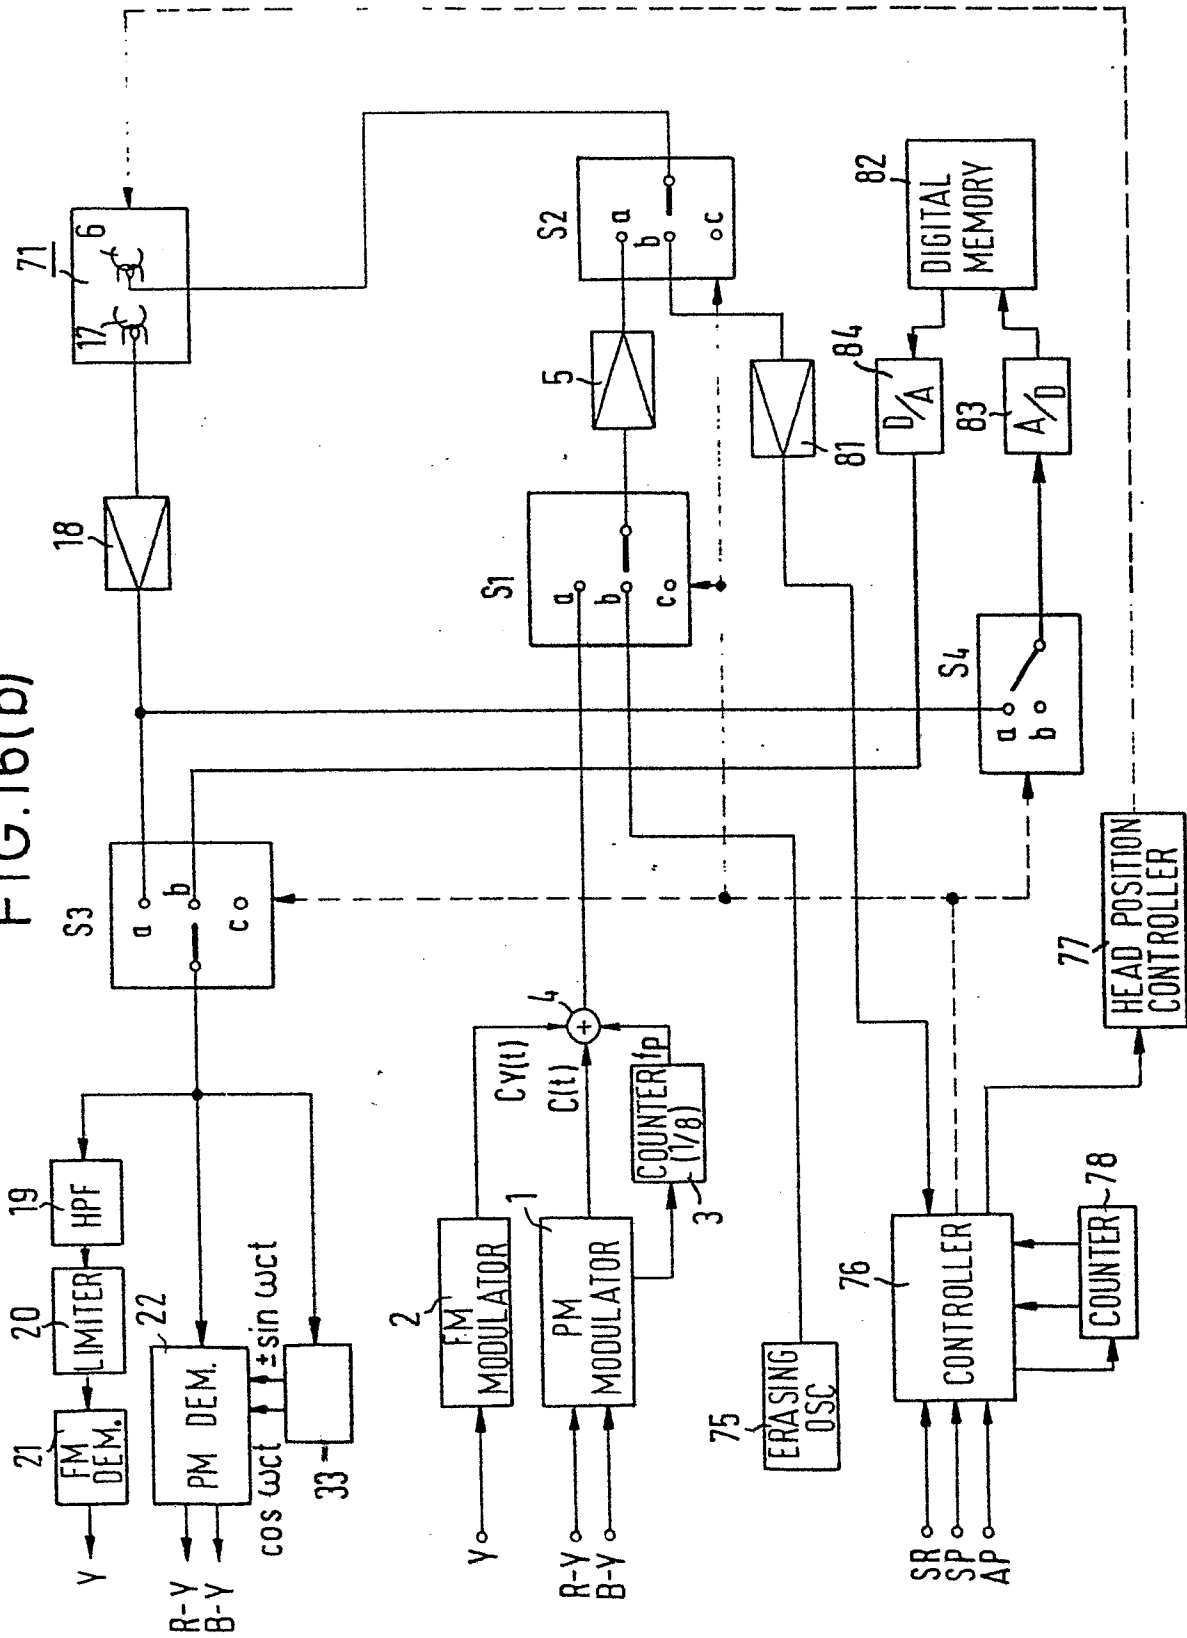 FIG.16(b)
71
17
6
18
S3
a
b
c
19
HPF
20
LIMITER
21
FM
DEM.
Y
22
PM DEM.
R-Y
B-Y
cos ωct
±sin ωct
33
S2
a
b
c
5
S1
a
b
c
81
82
DIGITAL
MEMORY
84
D/A
83
A/D
S4
a
b
4
+
CY(t)
C(t)
fp
COUNTER
(1/8)
3
2
FM
MODULATOR
1
PM
MODULATOR
Y
R-Y
B-Y
75
ERASING
OSC
76
CONTROLLER
SR
SP
AP
78
COUNTER
77
HEAD POSITION
CONTROLLER